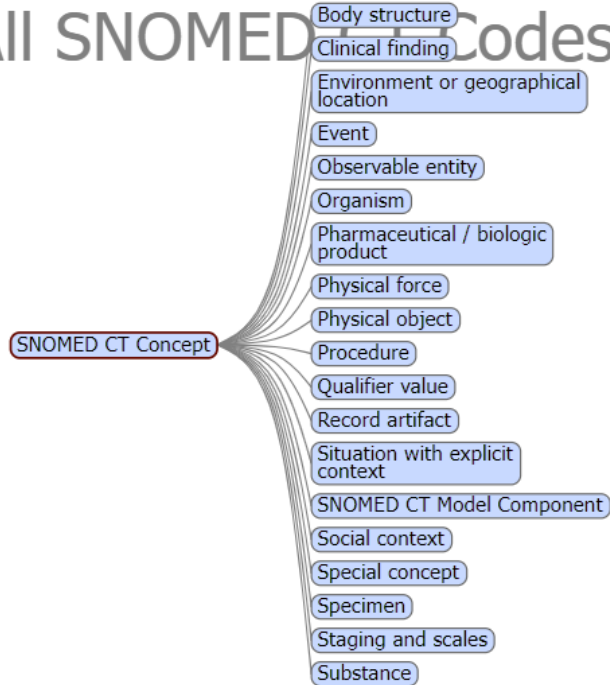 All SNOMED CT Codes
Body structure
Clinical finding
Environment or geographical
location
Event
Observable entity
Organism
Pharmaceutical / biologic
product
Physical force
Physical object
SNOMED CT Concept
Procedure
Qualifier value
Record artifact
Situation with explicit
context
SNOMED CT Model Component
Social context
Special concept
Specimen
Staging and scales
Substance